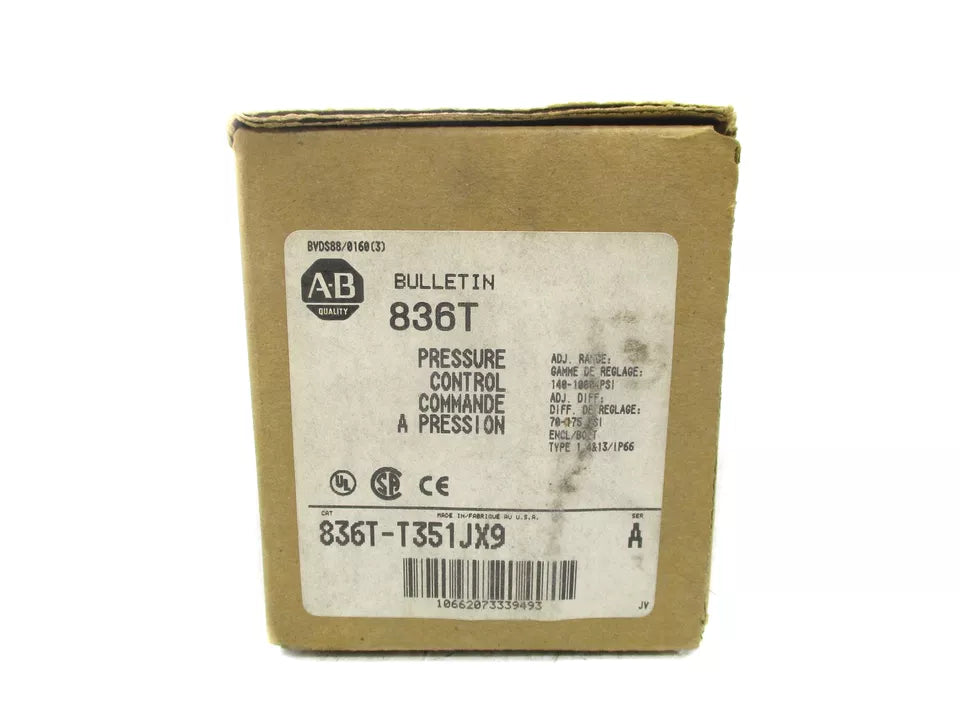 BVDS88/0160(3)
A-B
QUALITY
BULLETIN
836T
PRESSURE
CONTROL
COMMANDE
A PRESSION
ADJ. RANGE:
GAMME DE REGLAGE:
140-1000 PSI
ADJ. DIFF:
DIFF. DE REGLAGE:
70-175 PSI
ENCL/BOIT
TYPE 1,4&13/IP66
UL
SA
CE
CAT
MADE IN/FABRIQUE AU U.S.A.
SER
836T-T351JX9
A
10662073339493
JV